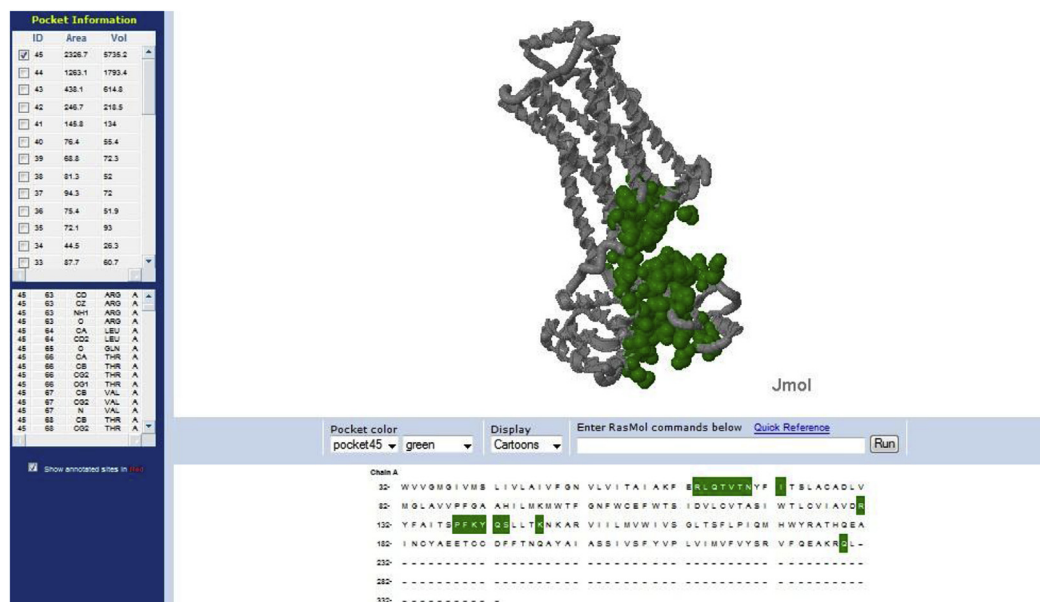 Pocket Information
ID Area Vol
45 2326.7 5735.2
44 1263.1 1793.4
43 438.1 614.8
42 246.7 218.5
41 145.8 134
40 76.4 55.4
39 68.8 72.3
38 81.3 52
37 94.3 72
36 75.4 51.9
35 72.1 93
34 44.5 26.3
33 87.7 60.7
45 63 CD ARG A
45 63 CZ ARG A
45 63 NH1 ARG A
45 63 C ARG A
45 64 CA LEU A
45 64 CD2 LEU A
45 65 C GLN A
45 66 CA THR A
45 66 CB THR A
45 66 CG2 THR A
45 66 CG1 THR A
45 67 CB VAL A
45 67 CG2 VAL A
45 67 N VAL A
45 68 CB THR A
45 68 CG2 THR A
Show annotated sites in red
Jmol
Pocket color Display Enter RasMol commands below Quick Reference
pocket45 green Cartoons Run
Chain A
32- WVVGMGIVMS LIVLAIVFGN VLVITAIAKF ERLQTVTNYF ITSLACADLV
82- MGLAVVPFGA AHILMKMWTF GNFWCEFWTS IDVLCVTASI WTLCVIAVDR
132- YFAITSPFKY QSLLTKNKAR VIILMVWIVS GLTSFLPIQM HWYRATHQEA
182- INCYAEETCC DFFTNQAYAI ASSIVSFYVP LVIMVFVYSR VFQEAKRQL-
232- - - - - - - - - - - - - - - - - - - - - - - - - - - - - - - - - - - - - - - - - - - - - - - - - - -
282- - - - - - - - - - - - - - - - - - - - - - - - - - - - - - - - - - - - - - - - - - - - - - - - - - -
332- - - - - - - - - - -